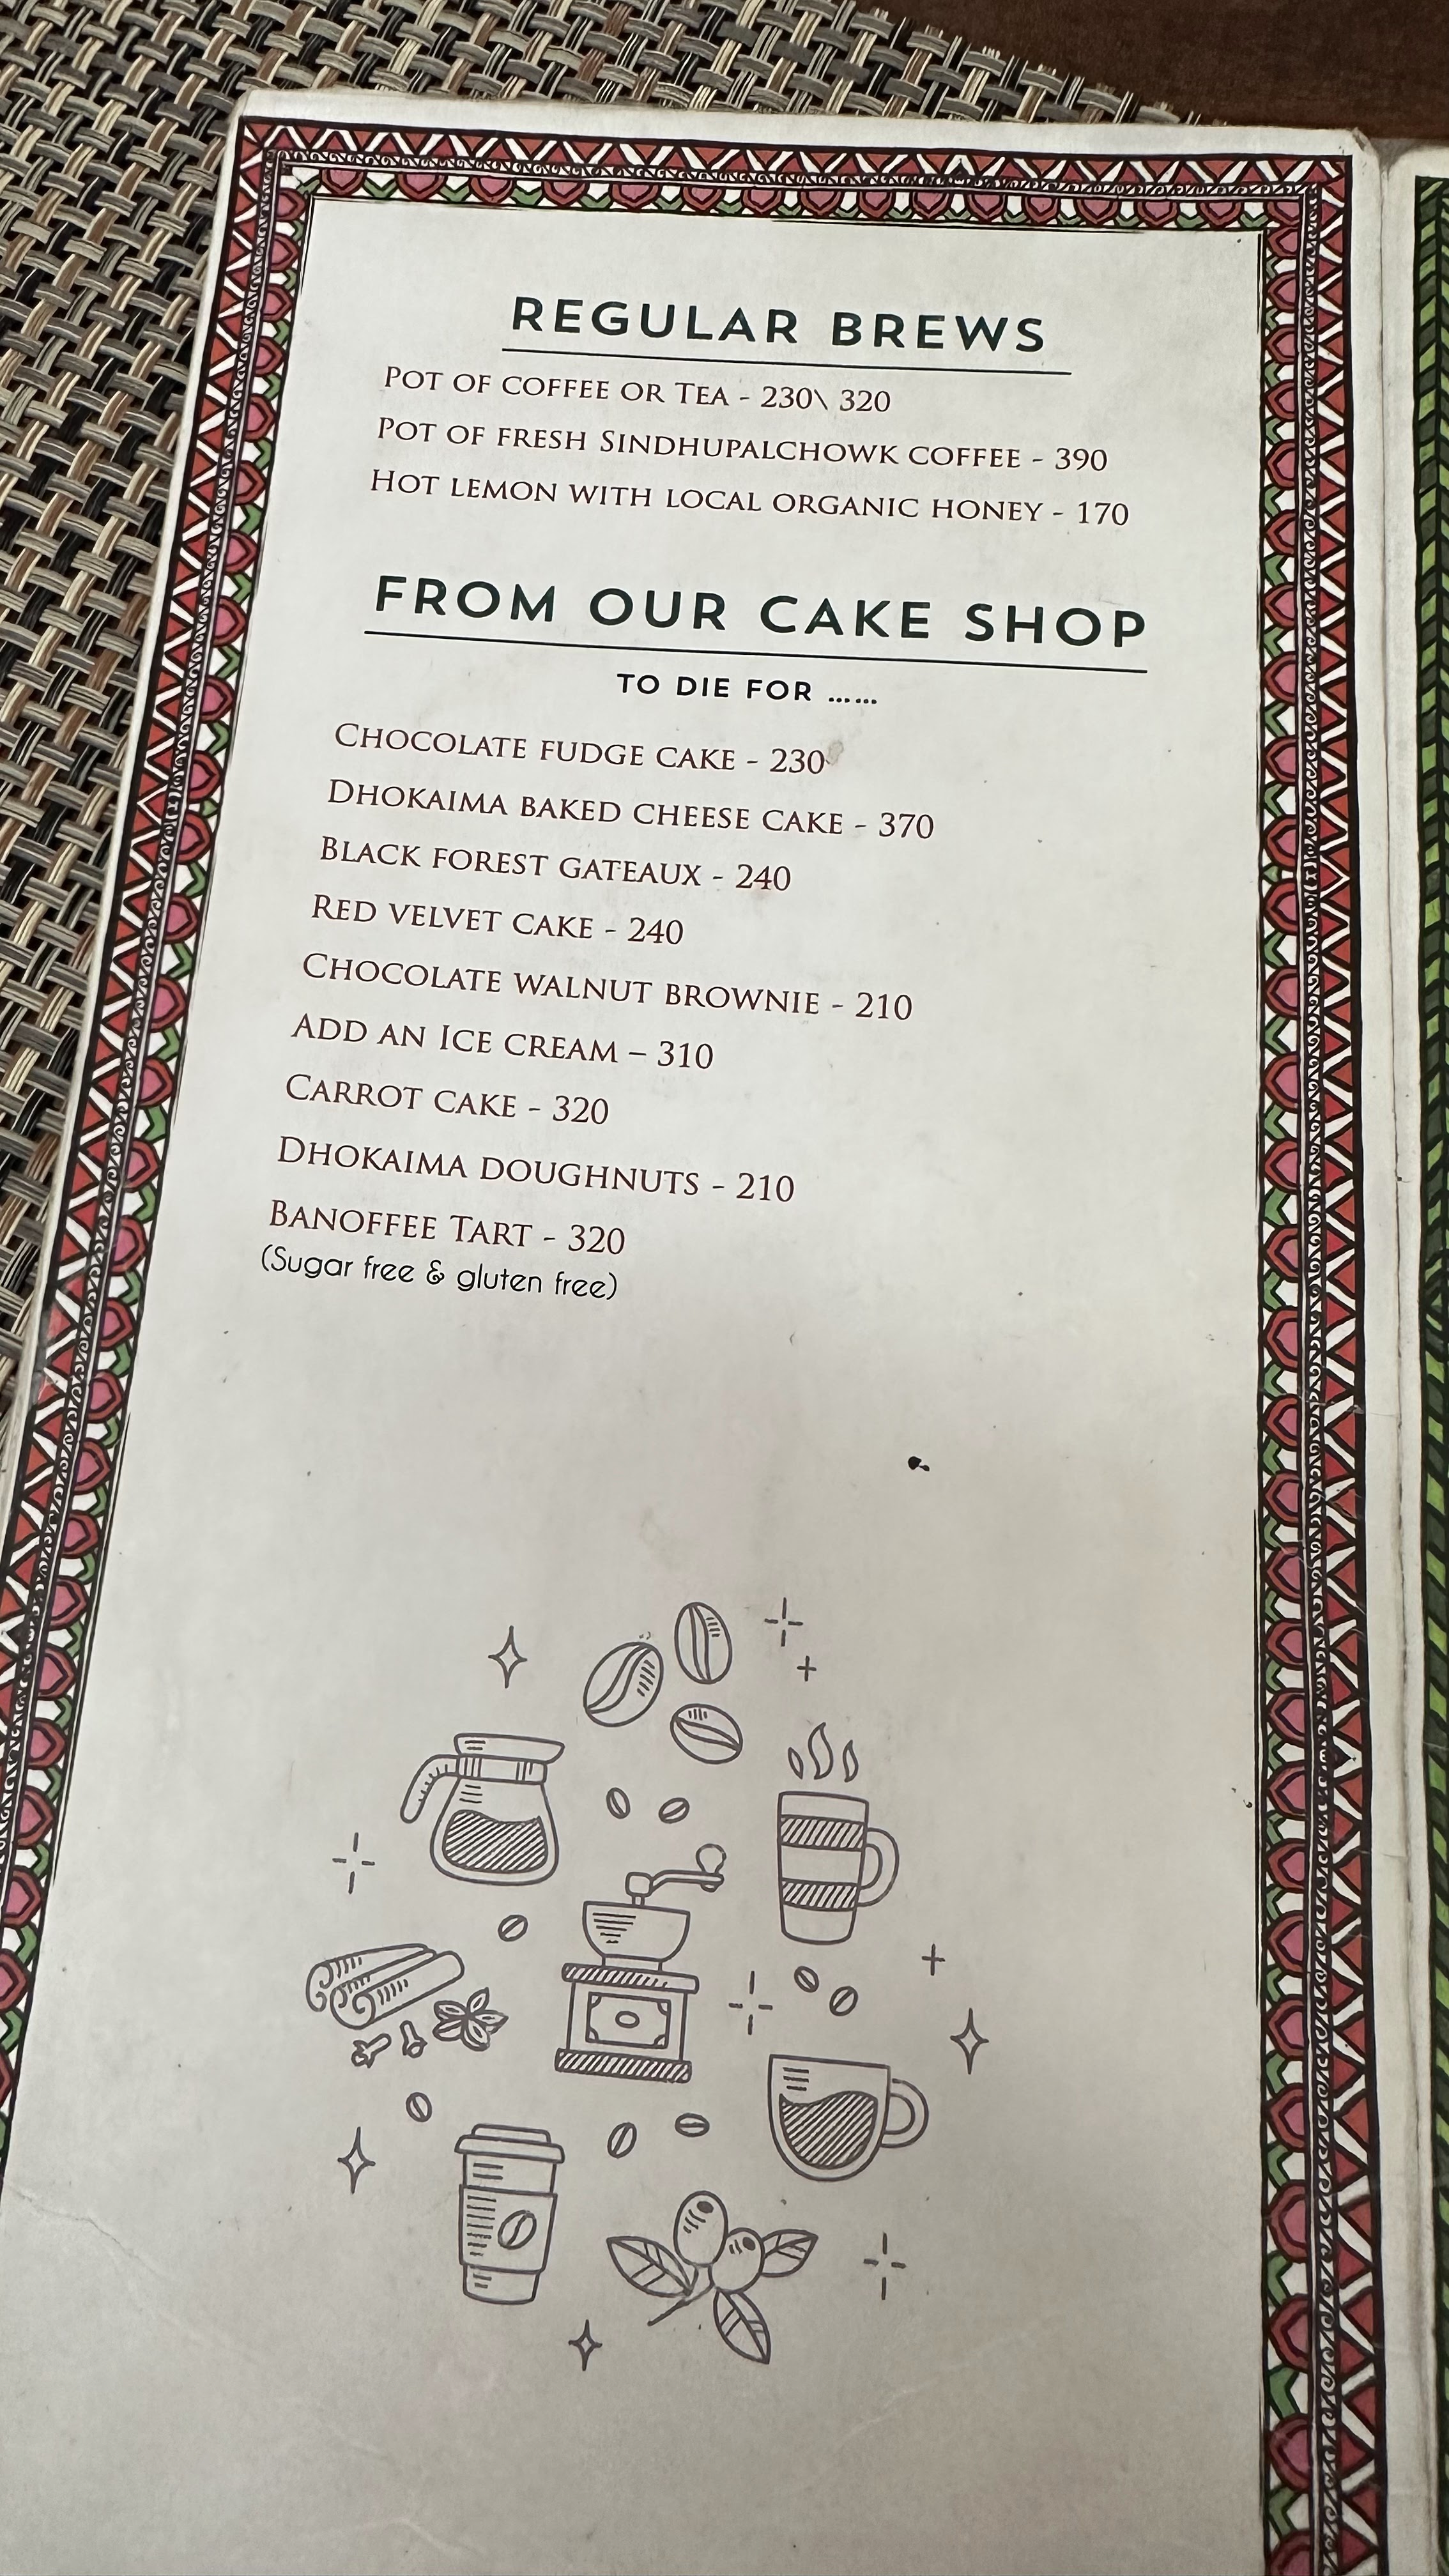 REGULAR BREWS
Pot of coffee or Tea - 230\ 320
Pot of fresh Sindhupalchowk coffee - 390
Hot lemon with local organic honey - 170
FROM OUR CAKE SHOP
TO DIE FOR ......
Chocolate fudge cake - 230
Dhokaima baked cheese cake - 370
Black forest gateaux - 240
Red velvet cake - 240
Chocolate walnut brownie - 210
Add an Ice cream – 310
Carrot cake - 320
Dhokaima doughnuts - 210
Banoffee Tart - 320
(Sugar free & gluten free)